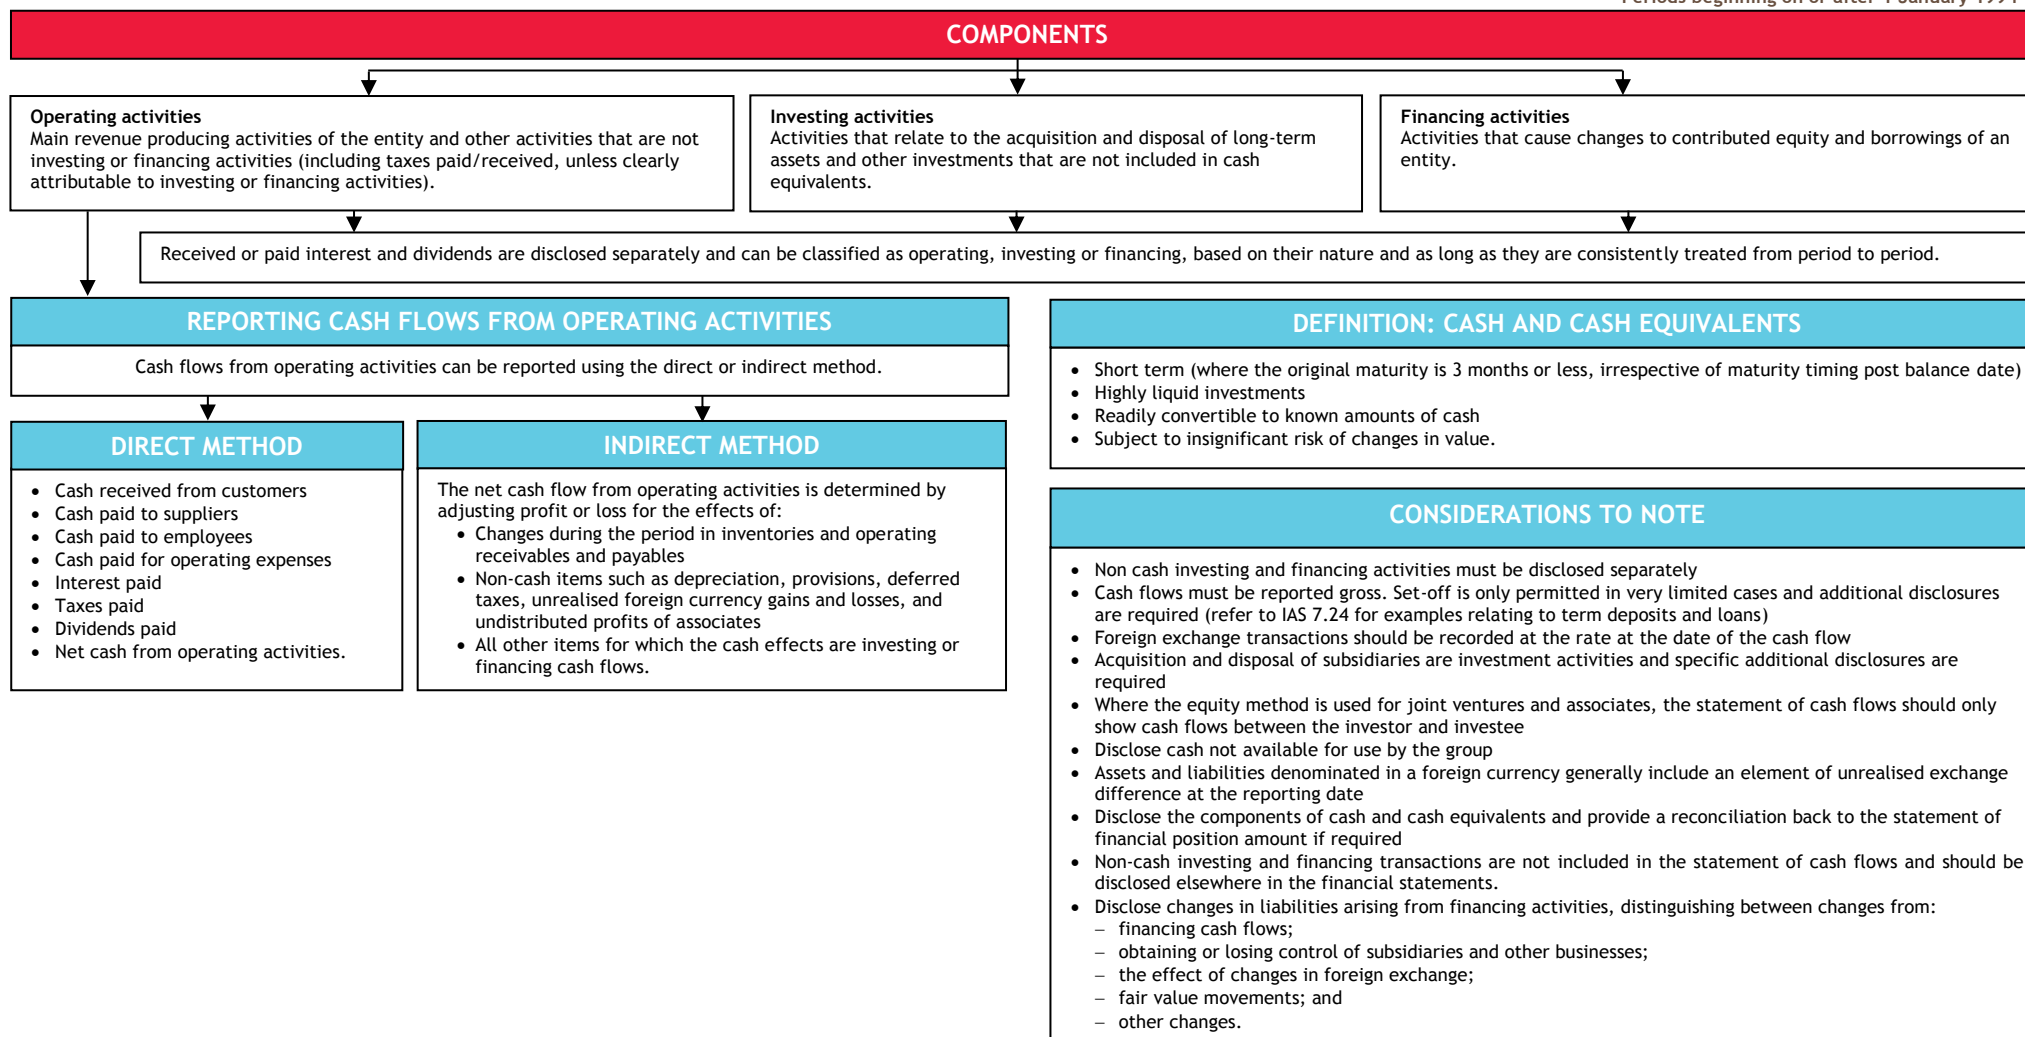 Periods beginning on or after 1 January 1994
COMPONENTS
Operating activities
Main revenue producing activities of the entity and other activities that are not
investing or financing activities (including taxes paid/received, unless clearly
attributable to investing or financing activities).
Investing activities
Activities that relate to the acquisition and disposal of long-term
assets and other investments that are not included in cash
equivalents.
Financing activities
Activities that cause changes to contributed equity and borrowings of an
entity.
Received or paid interest and dividends are disclosed separately and can be classified as operating, investing or financing, based on their nature and as long as they are consistently treated from period to period.
REPORTING CASH FLOWS FROM OPERATING ACTIVITIES
Cash flows from operating activities can be reported using the direct or indirect method.
DIRECT METHOD
• Cash received from customers
• Cash paid to suppliers
• Cash paid to employees
• Cash paid for operating expenses
• Interest paid
• Taxes paid
• Dividends paid
• Net cash from operating activities.
INDIRECT METHOD
The net cash flow from operating activities is determined by
adjusting profit or loss for the effects of:
• Changes during the period in inventories and operating
receivables and payables
• Non-cash items such as depreciation, provisions, deferred
taxes, unrealised foreign currency gains and losses, and
undistributed profits of associates
• All other items for which the cash effects are investing or
financing cash flows.
DEFINITION: CASH AND CASH EQUIVALENTS
• Short term (where the original maturity is 3 months or less, irrespective of maturity timing post balance date)
• Highly liquid investments
• Readily convertible to known amounts of cash
• Subject to insignificant risk of changes in value.
CONSIDERATIONS TO NOTE
• Non cash investing and financing activities must be disclosed separately
• Cash flows must be reported gross. Set-off is only permitted in very limited cases and additional disclosures
are required (refer to IAS 7.24 for examples relating to term deposits and loans)
• Foreign exchange transactions should be recorded at the rate at the date of the cash flow
• Acquisition and disposal of subsidiaries are investment activities and specific additional disclosures are
required
• Where the equity method is used for joint ventures and associates, the statement of cash flows should only
show cash flows between the investor and investee
• Disclose cash not available for use by the group
• Assets and liabilities denominated in a foreign currency generally include an element of unrealised exchange
difference at the reporting date
• Disclose the components of cash and cash equivalents and provide a reconciliation back to the statement of
financial position amount if required
• Non-cash investing and financing transactions are not included in the statement of cash flows and should be
disclosed elsewhere in the financial statements.
• Disclose changes in liabilities arising from financing activities, distinguishing between changes from:
– financing cash flows;
– obtaining or losing control of subsidiaries and other businesses;
– the effect of changes in foreign exchange;
– fair value movements; and
– other changes.